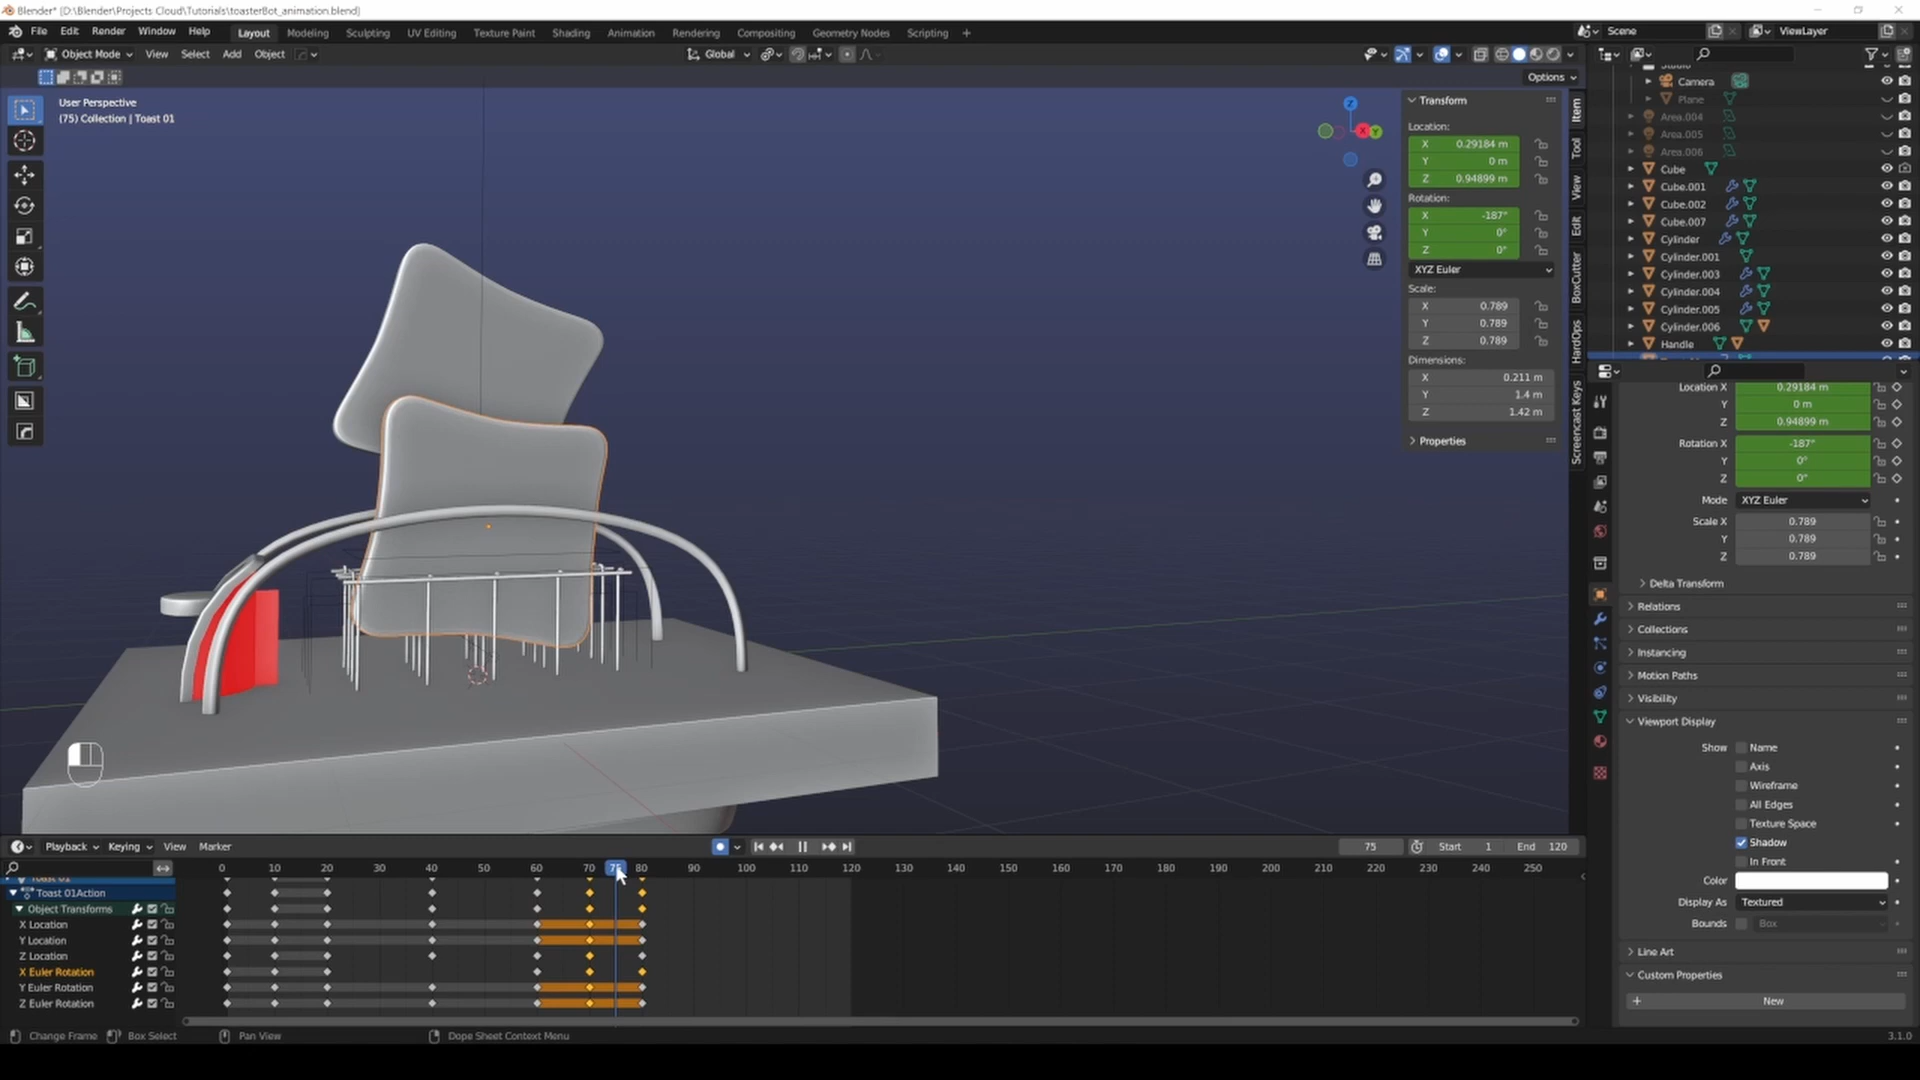 Blender* [D:\Blender\Projects Cloud\Tutorials\toasterBot_animation.blend]
File Edit Render Window Help Layout Modeling Sculpting UV Editing Texture Paint Shading Animation Rendering Compositing Geometry Nodes Scripting + Scene ViewLayer
Object Mode View Select Add Object Global
Options
User Perspective
(75) Collection | Toast 01
Z
X Y
Transform
Location:
X 0.29184 m
Y 0 m
Z 0.94899 m
Rotation:
X -187°
Y 0°
Z 0°
XYZ Euler
Scale:
X 0.789
Y 0.789
Z 0.789
Dimensions:
X 0.211 m
Y 1.4 m
Z 1.42 m
Properties
Item
Tool
View
Edit
BoxCutter
HardOps
Screencast Keys
Camera
Plane
Area.004
Area.005
Area.006
Cube
Cube.001
Cube.002
Cube.007
Cylinder
Cylinder.001
Cylinder.003
Cylinder.004
Cylinder.005
Cylinder.006
Handle
Location X 0.29184 m
Y 0 m
Z 0.94899 m
Rotation X -187°
Y 0°
Z 0°
Mode XYZ Euler
Scale X 0.789
Y 0.789
Z 0.789
Delta Transform
Relations
Collections
Instancing
Motion Paths
Visibility
Viewport Display
Show Name
Axis
Wireframe
All Edges
Texture Space
Shadow
In Front
Color
Display As Textured
Bounds Box
Line Art
Custom Properties
+ New
Playback Keying View Marker 75 Start 1 End 120
0 10 20 30 40 50 60 70 75 80 90 100 110 120 130 140 150 160 170 180 190 200 210 220 230 240 250
Toast 01
Toast 01Action
Object Transforms
X Location
Y Location
Z Location
X Euler Rotation
Y Euler Rotation
Z Euler Rotation
Change Frame Box Select Pan View Dope Sheet Context Menu 3.1.0